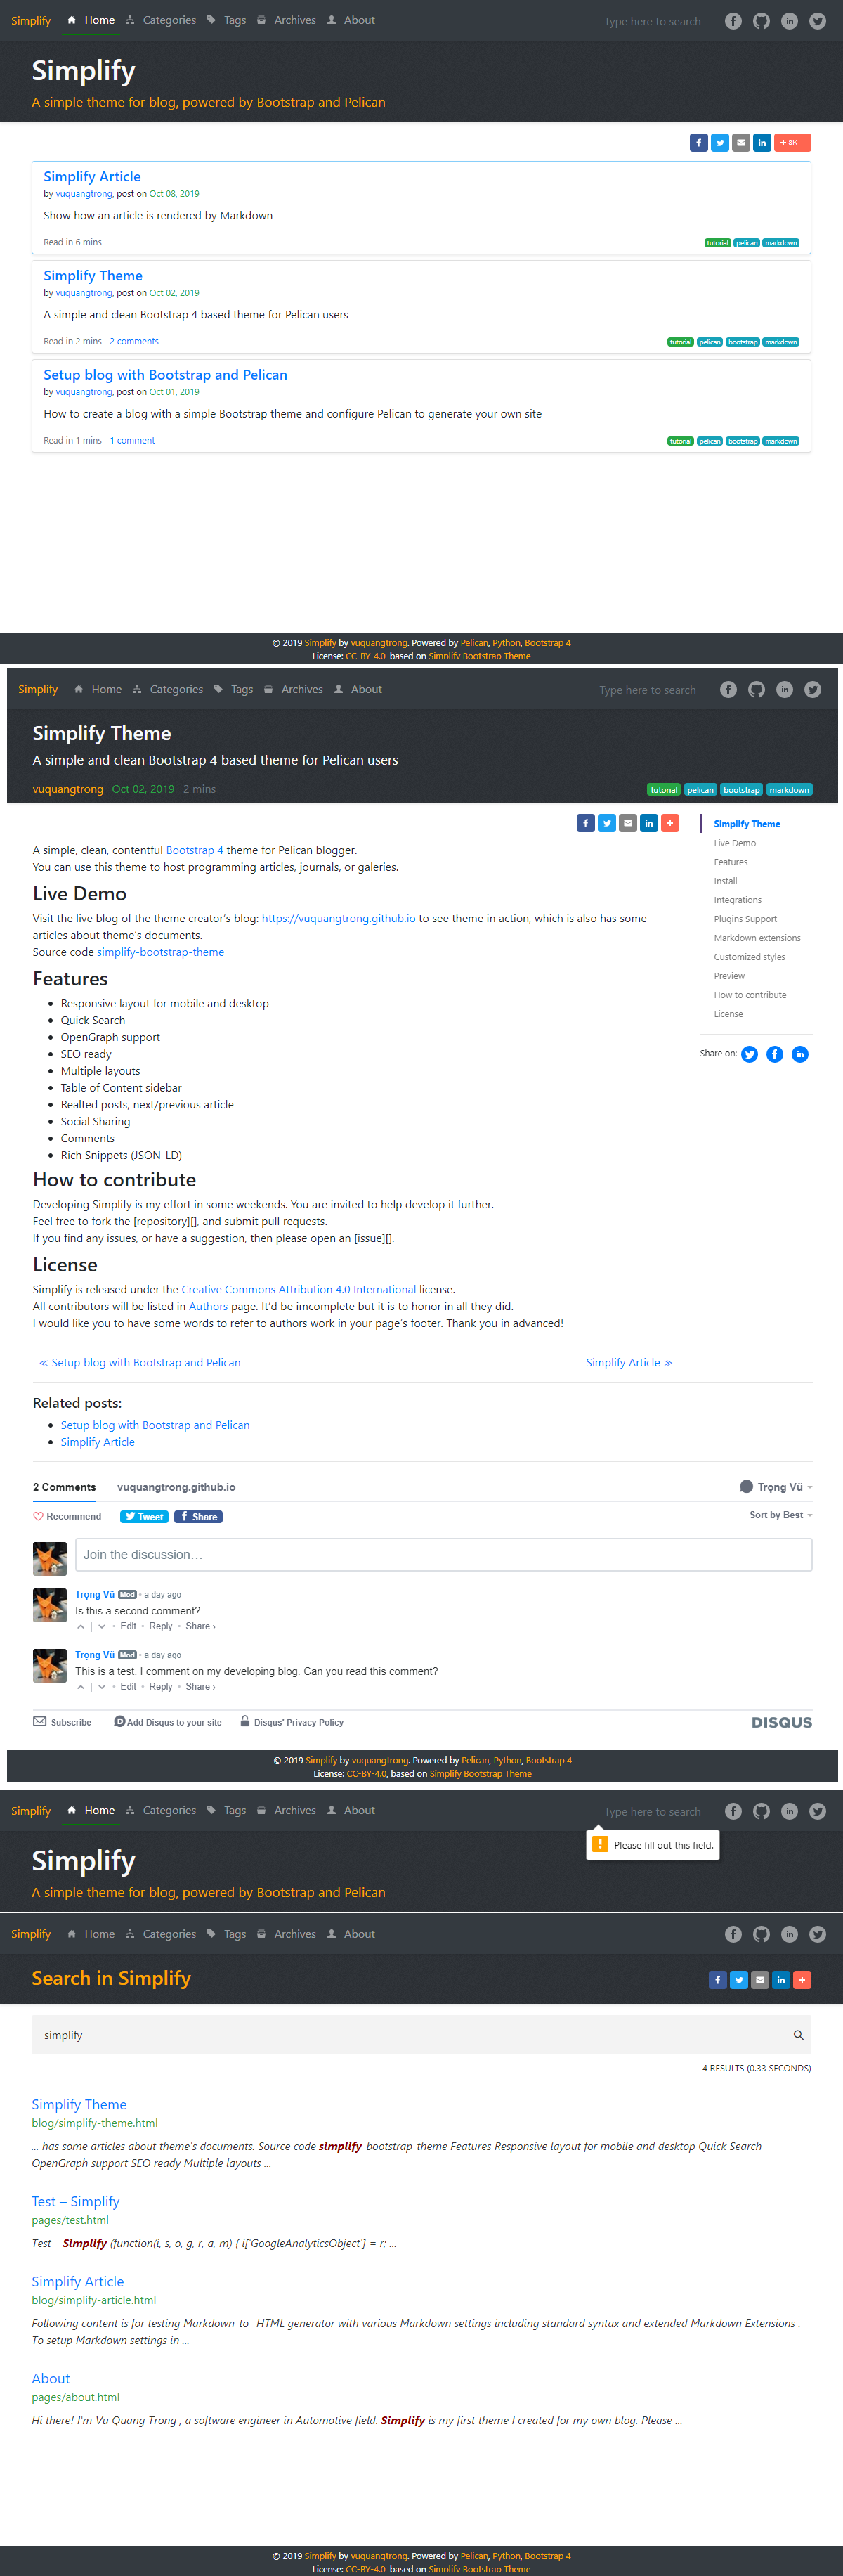 Simplify Home Categories Tags Archives About Type here to search
Simplify
A simple theme for blog, powered by Bootstrap and Pelican
8K
Simplify Article
by vuquangtrong, post on Oct 08, 2019
Show how an article is rendered by Markdown
Read in 6 mins tutorial pelican markdown
Simplify Theme
by vuquangtrong, post on Oct 02, 2019
A simple and clean Bootstrap 4 based theme for Pelican users
Read in 2 mins 2 comments tutorial pelican bootstrap markdown
Setup blog with Bootstrap and Pelican
by vuquangtrong, post on Oct 01, 2019
How to create a blog with a simple Bootstrap theme and configure Pelican to generate your own site
Read in 1 mins 1 comment tutorial pelican bootstrap markdown
© 2019 Simplify by vuquangtrong. Powered by Pelican, Python, Bootstrap 4
License: CC-BY-4.0, based on Simplify Bootstrap Theme
Simplify Home Categories Tags Archives About Type here to search
Simplify Theme
A simple and clean Bootstrap 4 based theme for Pelican users
vuquangtrong Oct 02, 2019 2 mins tutorial pelican bootstrap markdown
Simplify Theme
Live Demo
Features
Install
Integrations
Plugins Support
Markdown extensions
Customized styles
Preview
How to contribute
License
Share on:
A simple, clean, contentful Bootstrap 4 theme for Pelican blogger.
You can use this theme to host programming articles, journals, or galeries.
Live Demo
Visit the live blog of the theme creator's blog: https://vuquangtrong.github.io to see theme in action, which is also has some
articles about theme's documents.
Source code simplify-bootstrap-theme
Features
• Responsive layout for mobile and desktop
• Quick Search
• OpenGraph support
• SEO ready
• Multiple layouts
• Table of Content sidebar
• Realted posts, next/previous article
• Social Sharing
• Comments
• Rich Snippets (JSON-LD)
How to contribute
Developing Simplify is my effort in some weekends. You are invited to help develop it further.
Feel free to fork the [repository][], and submit pull requests.
If you find any issues, or have a suggestion, then please open an [issue][].
License
Simplify is released under the Creative Commons Attribution 4.0 International license.
All contributors will be listed in Authors page. It'd be imcomplete but it is to honor in all they did.
I would like you to have some words to refer to authors work in your page's footer. Thank you in advanced!
≪ Setup blog with Bootstrap and Pelican Simplify Article ≫
Related posts:
• Setup blog with Bootstrap and Pelican
• Simplify Article
2 Comments vuquangtrong.github.io Trọng Vũ
Recommend Tweet Share Sort by Best
Join the discussion...
Trọng Vũ Mod • a day ago
Is this a second comment?
• Edit • Reply • Share ›
Trọng Vũ Mod • a day ago
This is a test. I comment on my developing blog. Can you read this comment?
• Edit • Reply • Share ›
Subscribe Add Disqus to your site Disqus' Privacy Policy DISQUS
© 2019 Simplify by vuquangtrong. Powered by Pelican, Python, Bootstrap 4
License: CC-BY-4.0, based on Simplify Bootstrap Theme
Simplify Home Categories Tags Archives About Type here to search
Please fill out this field.
Simplify
A simple theme for blog, powered by Bootstrap and Pelican
Simplify Home Categories Tags Archives About
Search in Simplify
simplify
4 RESULTS (0.33 SECONDS)
Simplify Theme
blog/simplify-theme.html
... has some articles about theme's documents. Source code simplify-bootstrap-theme Features Responsive layout for mobile and desktop Quick Search
OpenGraph support SEO ready Multiple layouts ...
Test – Simplify
pages/test.html
Test – Simplify (function(i, s, o, g, r, a, m) { i['GoogleAnalyticsObject'] = r; ...
Simplify Article
blog/simplify-article.html
Following content is for testing Markdown-to- HTML generator with various Markdown settings including standard syntax and extended Markdown Extensions .
To setup Markdown settings in ...
About
pages/about.html
Hi there! I'm Vu Quang Trong , a software engineer in Automotive field. Simplify is my first theme I created for my own blog. Please ...
© 2019 Simplify by vuquangtrong. Powered by Pelican, Python, Bootstrap 4
License: CC-BY-4.0, based on Simplify Bootstrap Theme